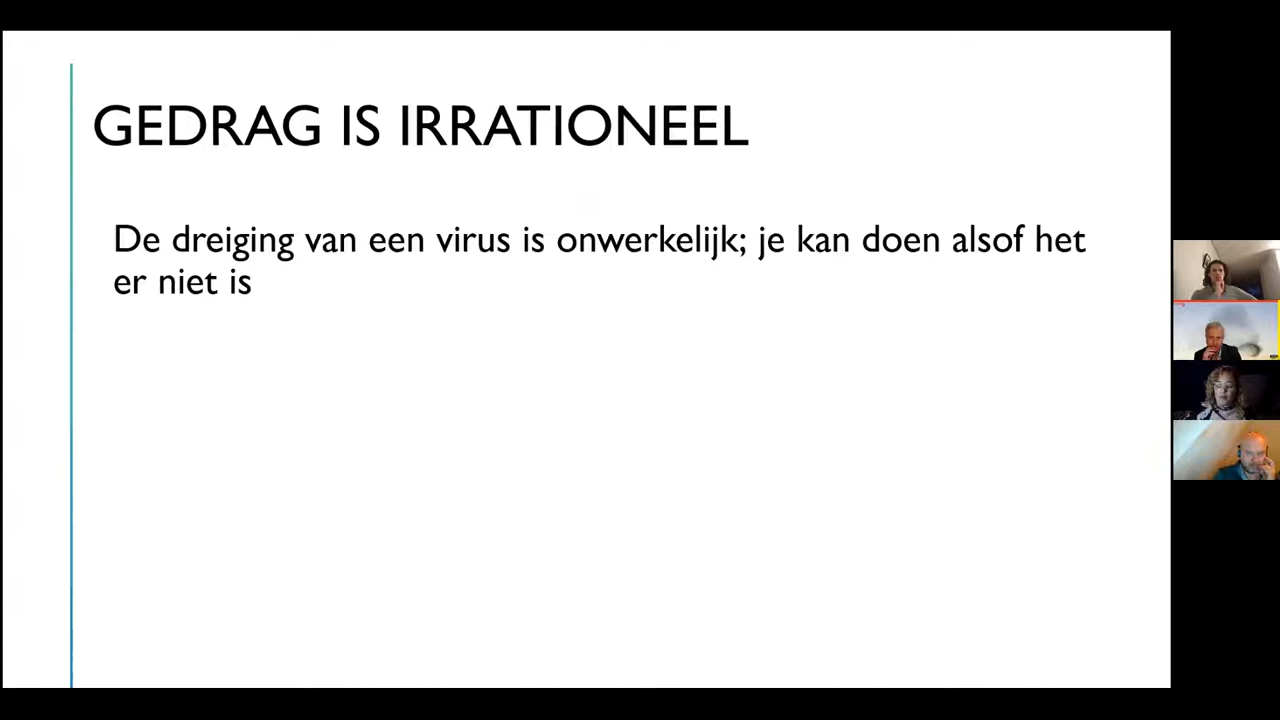 GEDRAG IS IRRATIONEEL
De dreiging van een virus is onwerkelijk; je kan doen alsof het
er niet is